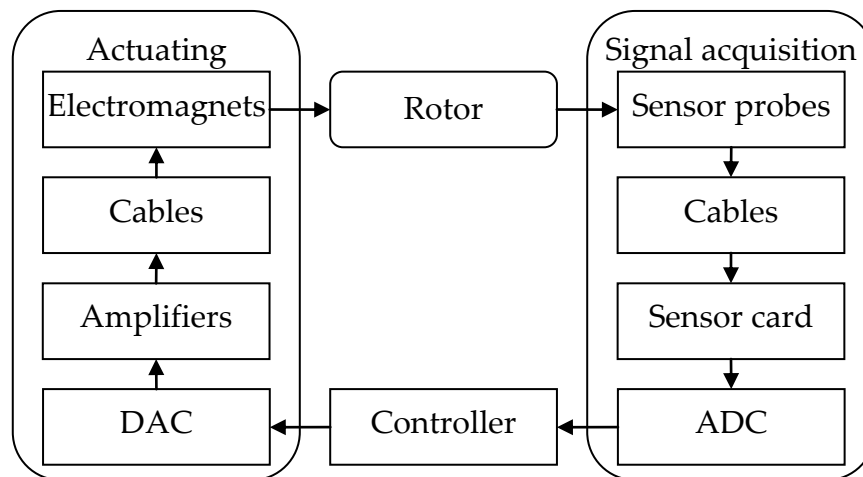 Actuating
Electromagnets
Cables
Amplifiers
DAC
Rotor
Controller
Signal acquisition
Sensor probes
Cables
Sensor card
ADC